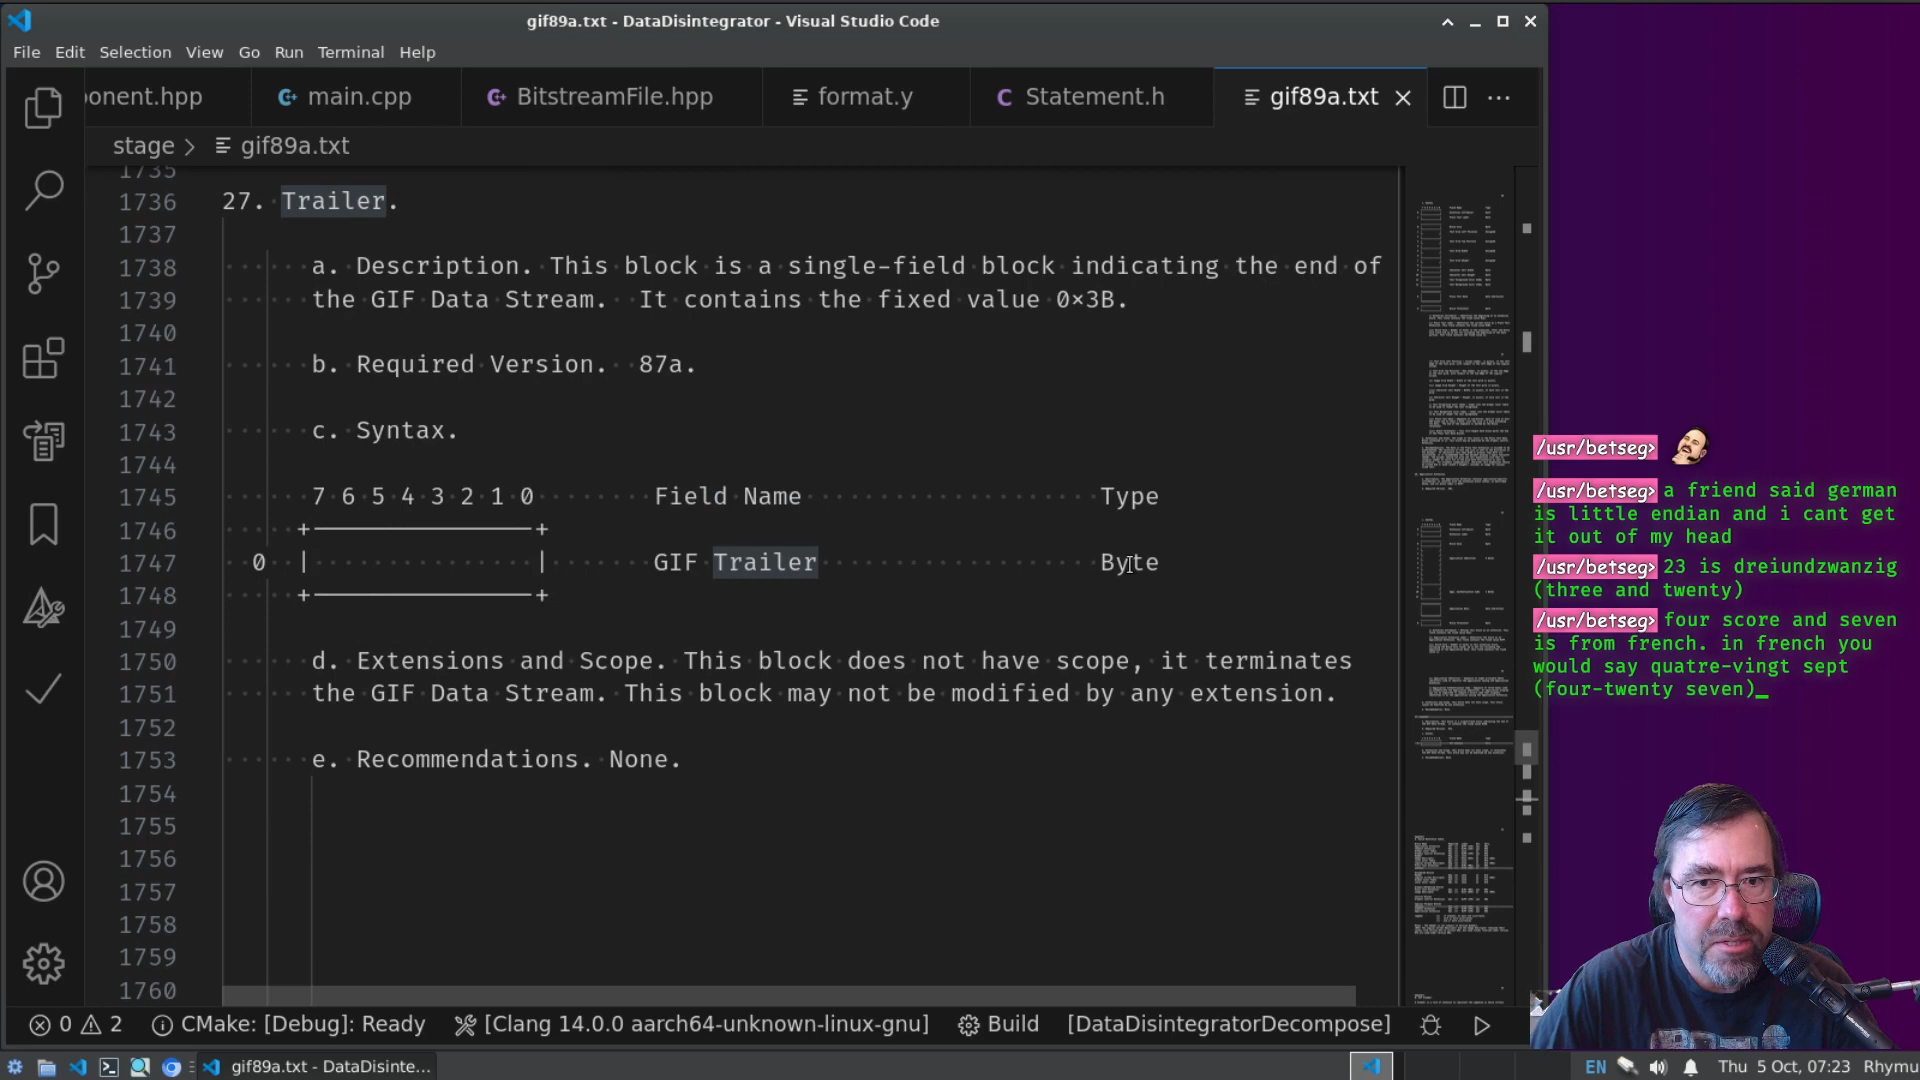 gif89a.txt - DataDisintegrator - Visual Studio Code
File Edit Selection View Go Run Terminal Help
ponent.hpp main.cpp BitstreamFile.hpp format.y C Statement.h gif89a.txt
stage > gif89a.txt
1735
1736 27. Trailer.
1737
1738 a. Description. This block is a single-field block indicating the end of
1739 the GIF Data Stream. It contains the fixed value 0×3B.
1740
1741 b. Required Version. 87a.
1742
1743 c. Syntax.
1744
1745 7 6 5 4 3 2 1 0 Field Name Type
1746 +---------------+
1747 0 | | GIF Trailer Byte
1748 +---------------+
1749
1750 d. Extensions and Scope. This block does not have scope, it terminates
1751 the GIF Data Stream. This block may not be modified by any extension.
1752
1753 e. Recommendations. None.
1754
1755
1756
1757
1758
1759
1760
/usr/betseg>
/usr/betseg> a friend said german
is little endian and i cant get
it out of my head
/usr/betseg> 23 is dreiundzwanzig
(three and twenty)
/usr/betseg> four score and seven
is from french. in french you
would say quatre-vingt sept
(four-twenty seven)_
0 2 CMake: [Debug]: Ready [Clang 14.0.0 aarch64-unknown-linux-gnu] Build [DataDisintegratorDecompose]
gif89a.txt - DataDisinte... EN Thu 5 Oct, 07:23 Rhymu